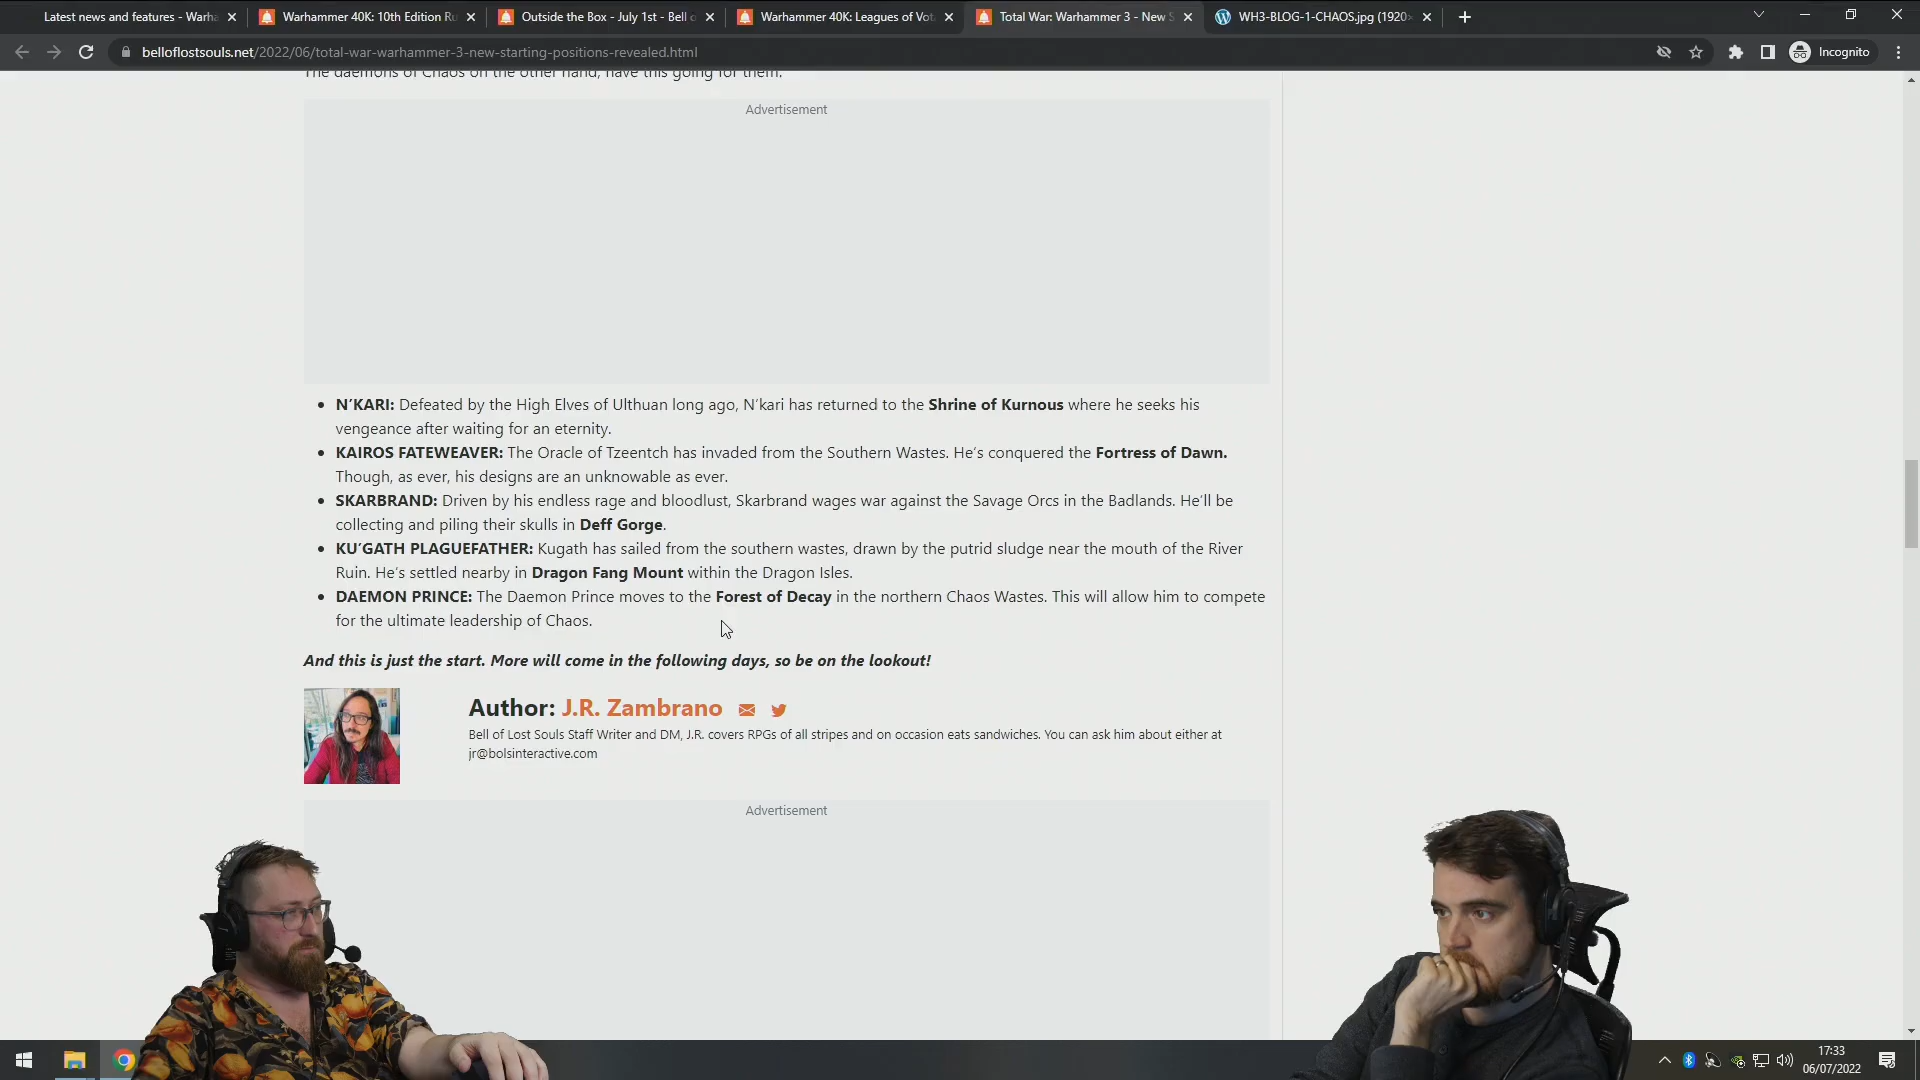 Latest news and features - Warha
Warhammer 40K: 10th Edition Ru
Outside the Box - July 1st - Bell o
Warhammer 40K: Leagues of Vot
Total War: Warhammer 3 - New S
WH3-BLOG-1-CHAOS.jpg (1920×
belloflostsouls.net/2022/06/total-war-warhammer-3-new-starting-positions-revealed.html
Incognito
The daemons of Chaos on the other hand, have this going for them.
Advertisement
• N'KARI: Defeated by the High Elves of Ulthuan long ago, N'kari has returned to the Shrine of Kurnous where he seeks his
vengeance after waiting for an eternity.
• KAIROS FATEWEAVER: The Oracle of Tzeentch has invaded from the Southern Wastes. He's conquered the Fortress of Dawn.
Though, as ever, his designs are an unknowable as ever.
• SKARBRAND: Driven by his endless rage and bloodlust, Skarbrand wages war against the Savage Orcs in the Badlands. He'll be
collecting and piling their skulls in Deff Gorge.
• KU'GATH PLAGUEFATHER: Kugath has sailed from the southern wastes, drawn by the putrid sludge near the mouth of the River
Ruin. He's settled nearby in Dragon Fang Mount within the Dragon Isles.
• DAEMON PRINCE: The Daemon Prince moves to the Forest of Decay in the northern Chaos Wastes. This will allow him to compete
for the ultimate leadership of Chaos.
And this is just the start. More will come in the following days, so be on the lookout!
Author: J.R. Zambrano
Bell of Lost Souls Staff Writer and DM, J.R. covers RPGs of all stripes and on occasion eats sandwiches. You can ask him about either at
jr@bolsinteractive.com
Advertisement
17:33
06/07/2022